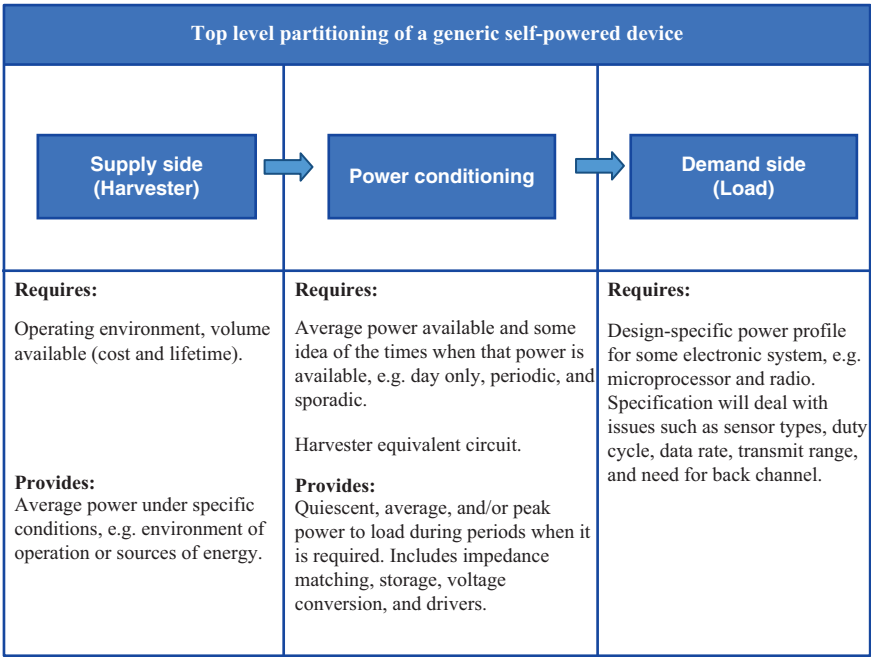 Top level partitioning of a generic self-powered device
Supply side
(Harvester)
Power conditioning
Demand side
(Load)
Requires:
Operating environment, volume
available (cost and lifetime).
Provides:
Average power under specific
conditions, e.g. environment of
operation or sources of energy.
Requires:
Average power available and some
idea of the times when that power is
available, e.g. day only, periodic, and
sporadic.
Harvester equivalent circuit.
Provides:
Quiescent, average, and/or peak
power to load during periods when it
is required. Includes impedance
matching, storage, voltage
conversion, and drivers.
Requires:
Design-specific power profile
for some electronic system, e.g.
microprocessor and radio.
Specification will deal with
issues such as sensor types, duty
cycle, data rate, transmit range,
and need for back channel.